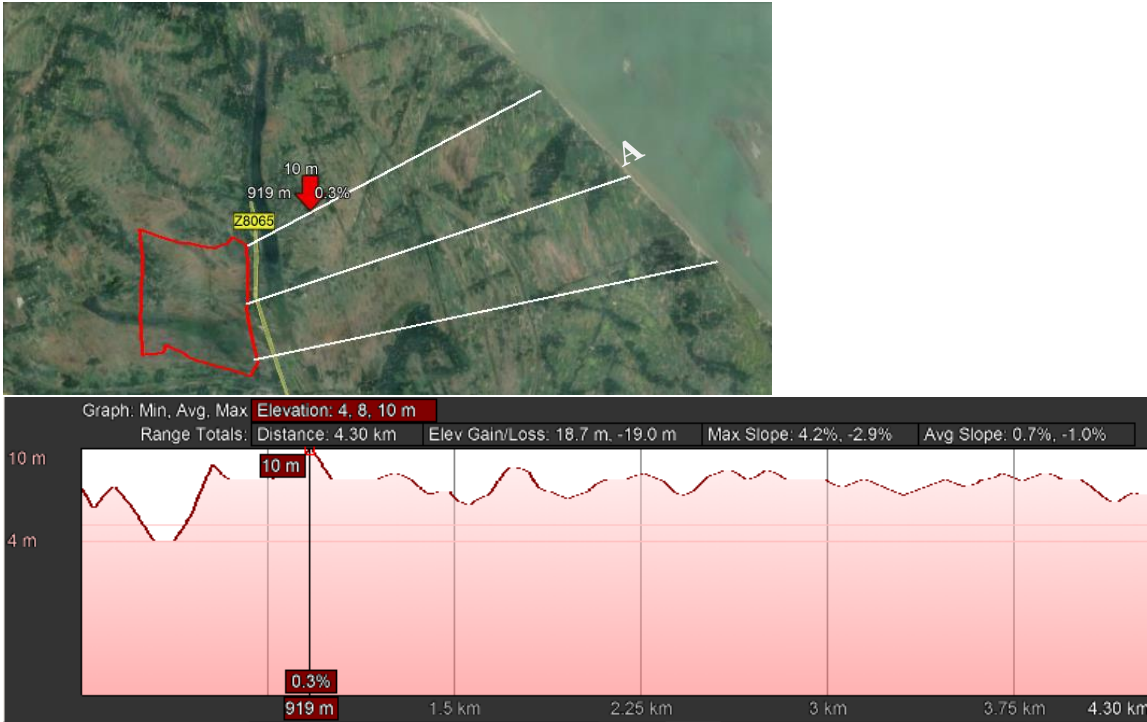 A
10 m
919 m 0.3%
Z8065
Graph: Min, Avg, Max Elevation: 4, 8, 10 m
Range Totals: Distance: 4.30 km Elev Gain/Loss: 18.7 m, -19.0 m Max Slope: 4.2%, -2.9% Avg Slope: 0.7%, -1.0%
10 m
10 m
4 m
0.3%
919 m 1.5 km 2.25 km 3 km 3.75 km 4.30 km